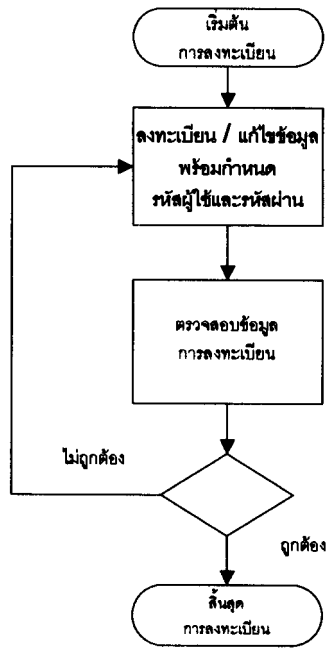 เริ่มต้น
การลงทะเบียน
ลงทะเบียน / แก้ไขข้อมูล
พร้อมกำหนด
รหัสผู้ใช้และรหัสผ่าน
ตรวจสอบข้อมูล
การลงทะเบียน
ไม่ถูกต้อง
ถูกต้อง
สิ้นสุด
การลงทะเบียน